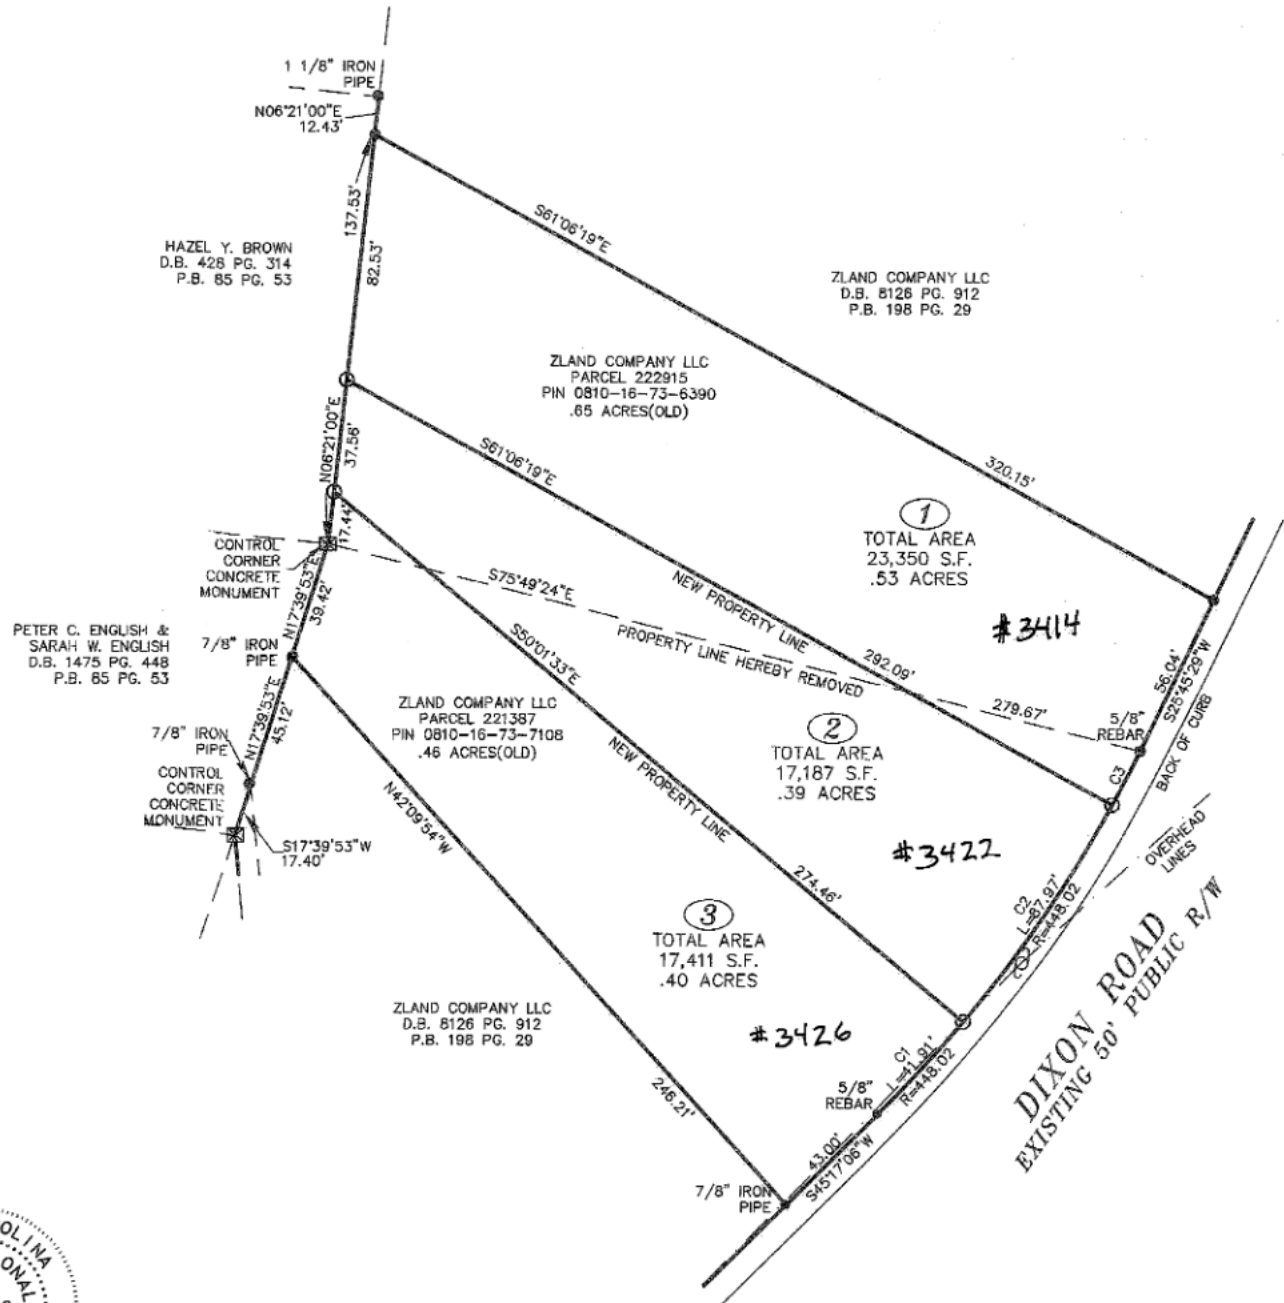 1 1/8" IRON
PIPE
N06°21'00"E
12.43'
137.53'
82.53'
S61°06'19"E
HAZEL Y. BROWN
D.B. 428 PG. 314
P.B. 85 PG. 53
ZLAND COMPANY LLC
D.B. 8126 PG. 912
P.B. 198 PG. 29
ZLAND COMPANY LLC
PARCEL 222915
PIN 0810-16-73-6390
.65 ACRES(OLD)
N06°21'00"E
37.56'
S61°06'19"E
320.15'
1
TOTAL AREA
23,350 S.F.
.53 ACRES
#3414
17.44'
CONTROL
CORNER
CONCRETE
MONUMENT
N17°39'53"E
39.42'
S75°49'24"E
NEW PROPERTY LINE
PROPERTY LINE HEREBY REMOVED
292.09'
279.67'
56.04'
S25°45'29"W
5/8"
REBAR
BACK OF CURB
C3
PETER C. ENGLISH &
SARAH W. ENGLISH
D.B. 1475 PG. 448
P.B. 85 PG. 53
7/8" IRON
PIPE
S50°01'33"E
ZLAND COMPANY LLC
PARCEL 221387
PIN 0810-16-73-7108
.46 ACRES(OLD)
2
TOTAL AREA
17,187 S.F.
.39 ACRES
#3422
N17°39'53"E
45.12'
7/8" IRON
PIPE
CONTROL
CORNER
CONCRETE
MONUMENT
S17°39'53"W
17.40'
N42°09'54"W
NEW PROPERTY LINE
274.46'
OVERHEAD
LINES
C2
L=87.97'
R=448.02
3
TOTAL AREA
17,411 S.F.
.40 ACRES
#3426
ZLAND COMPANY LLC
D.B. 8126 PG. 912
P.B. 198 PG. 29
246.21'
C1
L=41.91'
R=448.02
5/8"
REBAR
43.00'
S45°17'06"W
7/8" IRON
PIPE
DIXON ROAD
EXISTING 50' PUBLIC R/W